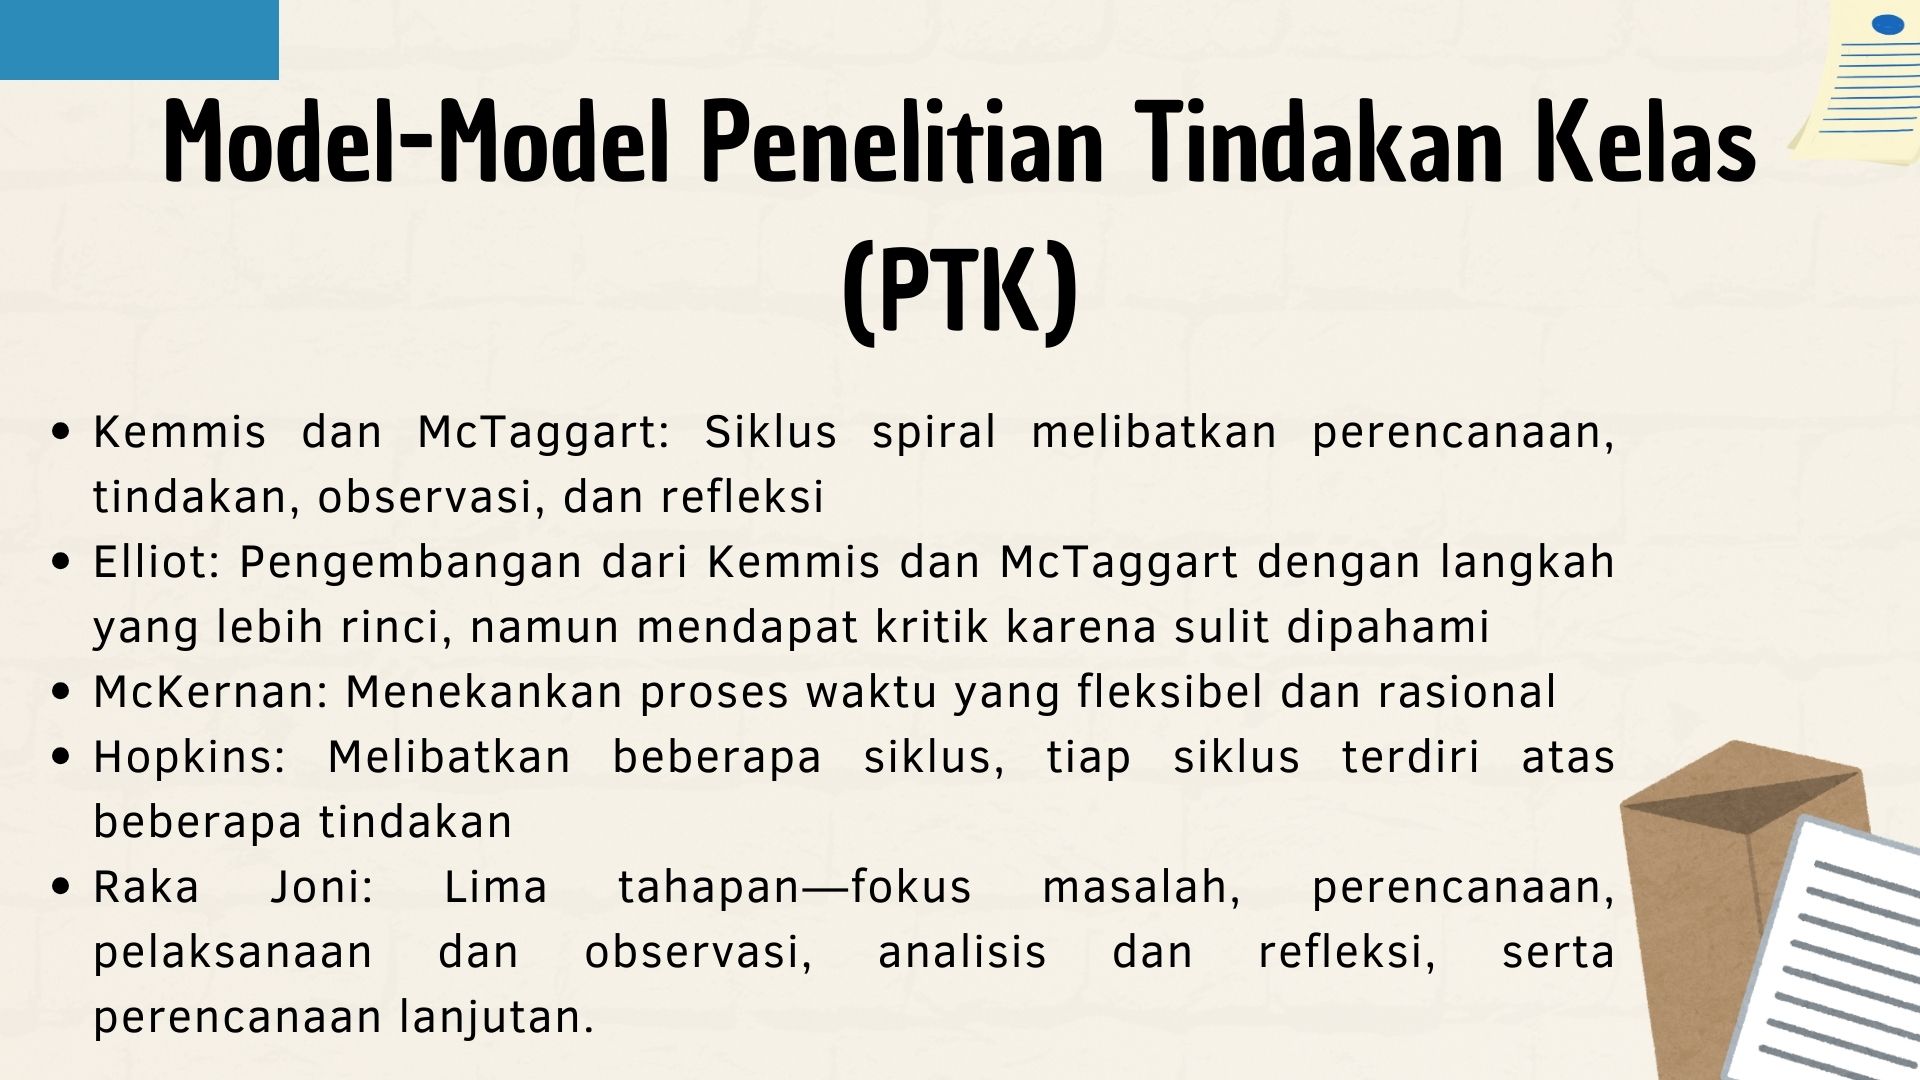 Model-Model Penelitian Tindakan Kelas
(PTK)
• Kemmis dan McTaggart: Siklus spiral melibatkan perencanaan,
tindakan, observasi, dan refleksi
• Elliot: Pengembangan dari Kemmis dan McTaggart dengan langkah
yang lebih rinci, namun mendapat kritik karena sulit dipahami
• McKernan: Menekankan proses waktu yang fleksibel dan rasional
• Hopkins: Melibatkan beberapa siklus, tiap siklus terdiri atas
beberapa tindakan
• Raka Joni: Lima tahapan—fokus masalah, perencanaan,
pelaksanaan dan observasi, analisis dan refleksi, serta
perencanaan lanjutan.